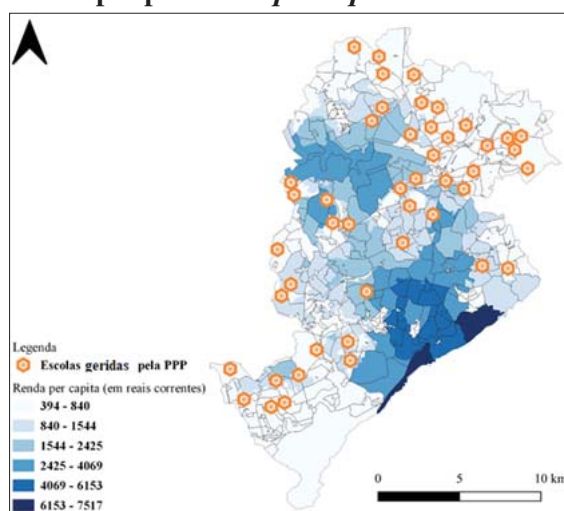 Legenda
Escolas geridas pela PPP
Renda per capita (em reais correntes)
394 - 840
840 - 1544
1544 - 2425
2425 - 4069
4069 - 6153
6153 - 7517
0 5 10 km